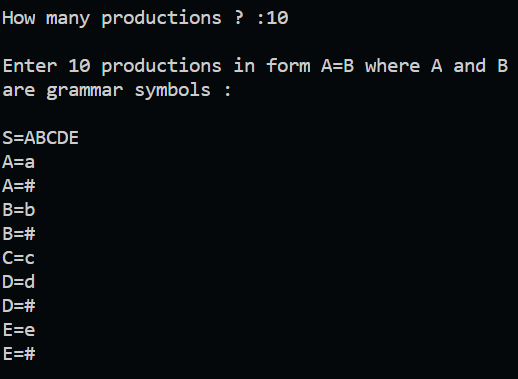 How many productions ? :10
Enter 10 productions in form A=B where A and B
are grammar symbols :
S=ABCDE
A=a
A=#
B=b
B=#
C=c
D=d
D=#
E=e
E=#